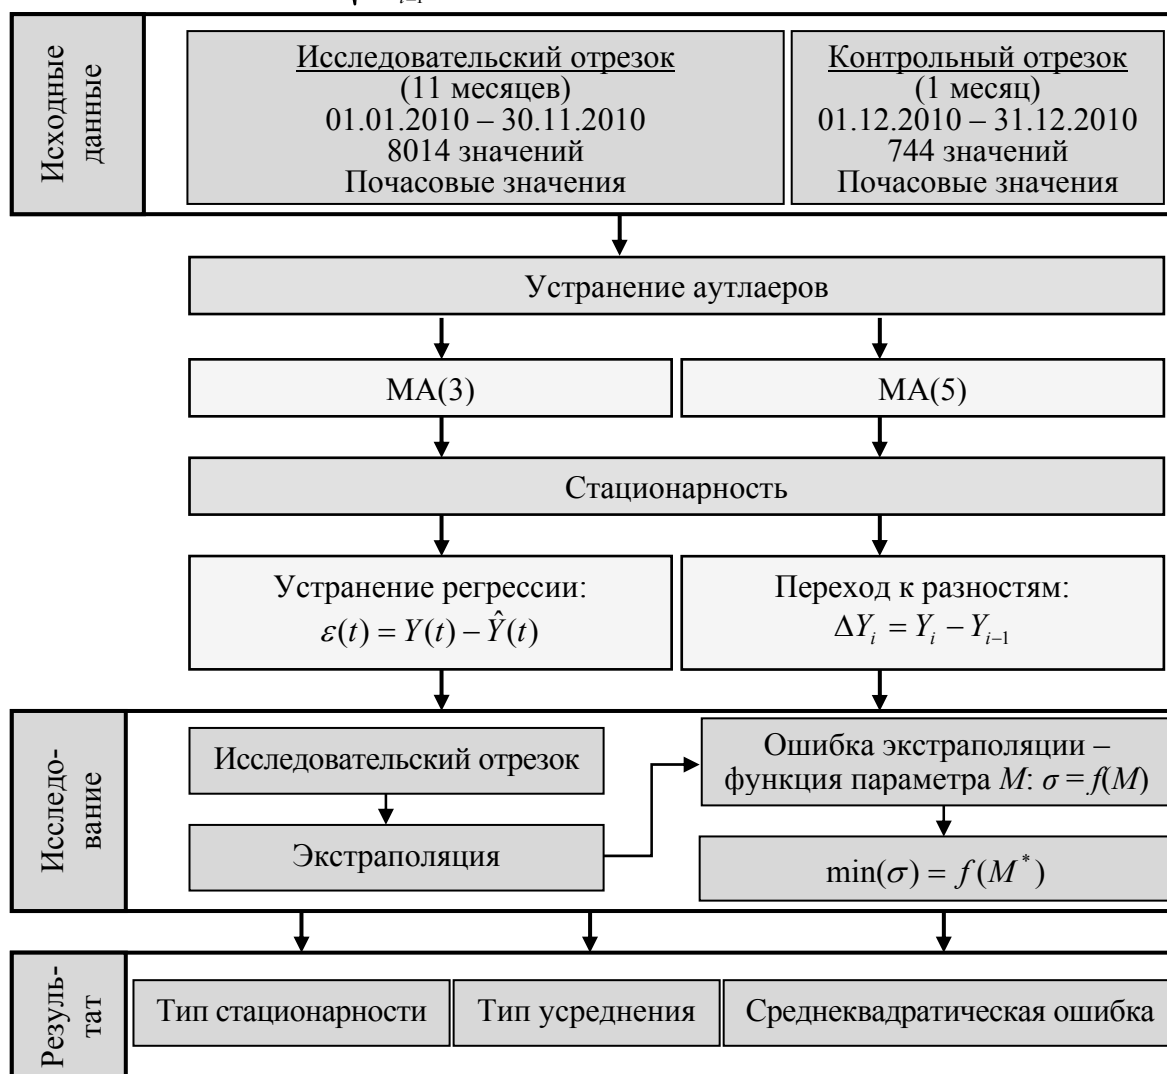 Исходные
данные
Исследовательский отрезок
(11 месяцев)
01.01.2010 – 30.11.2010
8014 значений
Почасовые значения
Контрольный отрезок
(1 месяц)
01.12.2010 – 31.12.2010
744 значений
Почасовые значения
Устранение аутлаеров
МА(3)
МА(5)
Стационарность
Устранение регрессии:
ε(t) = Y(t) − Ŷ(t)
Переход к разностям:
ΔY_i = Y_i − Y_{i−1}
Исследо-
вание
Исследовательский отрезок
Экстраполяция
Ошибка экстраполяции –
функция параметра M: σ = f(M)
min(σ) = f(M^*)
Резуль-
тат
Тип стационарности
Тип усреднения
Среднеквадратическая ошибка